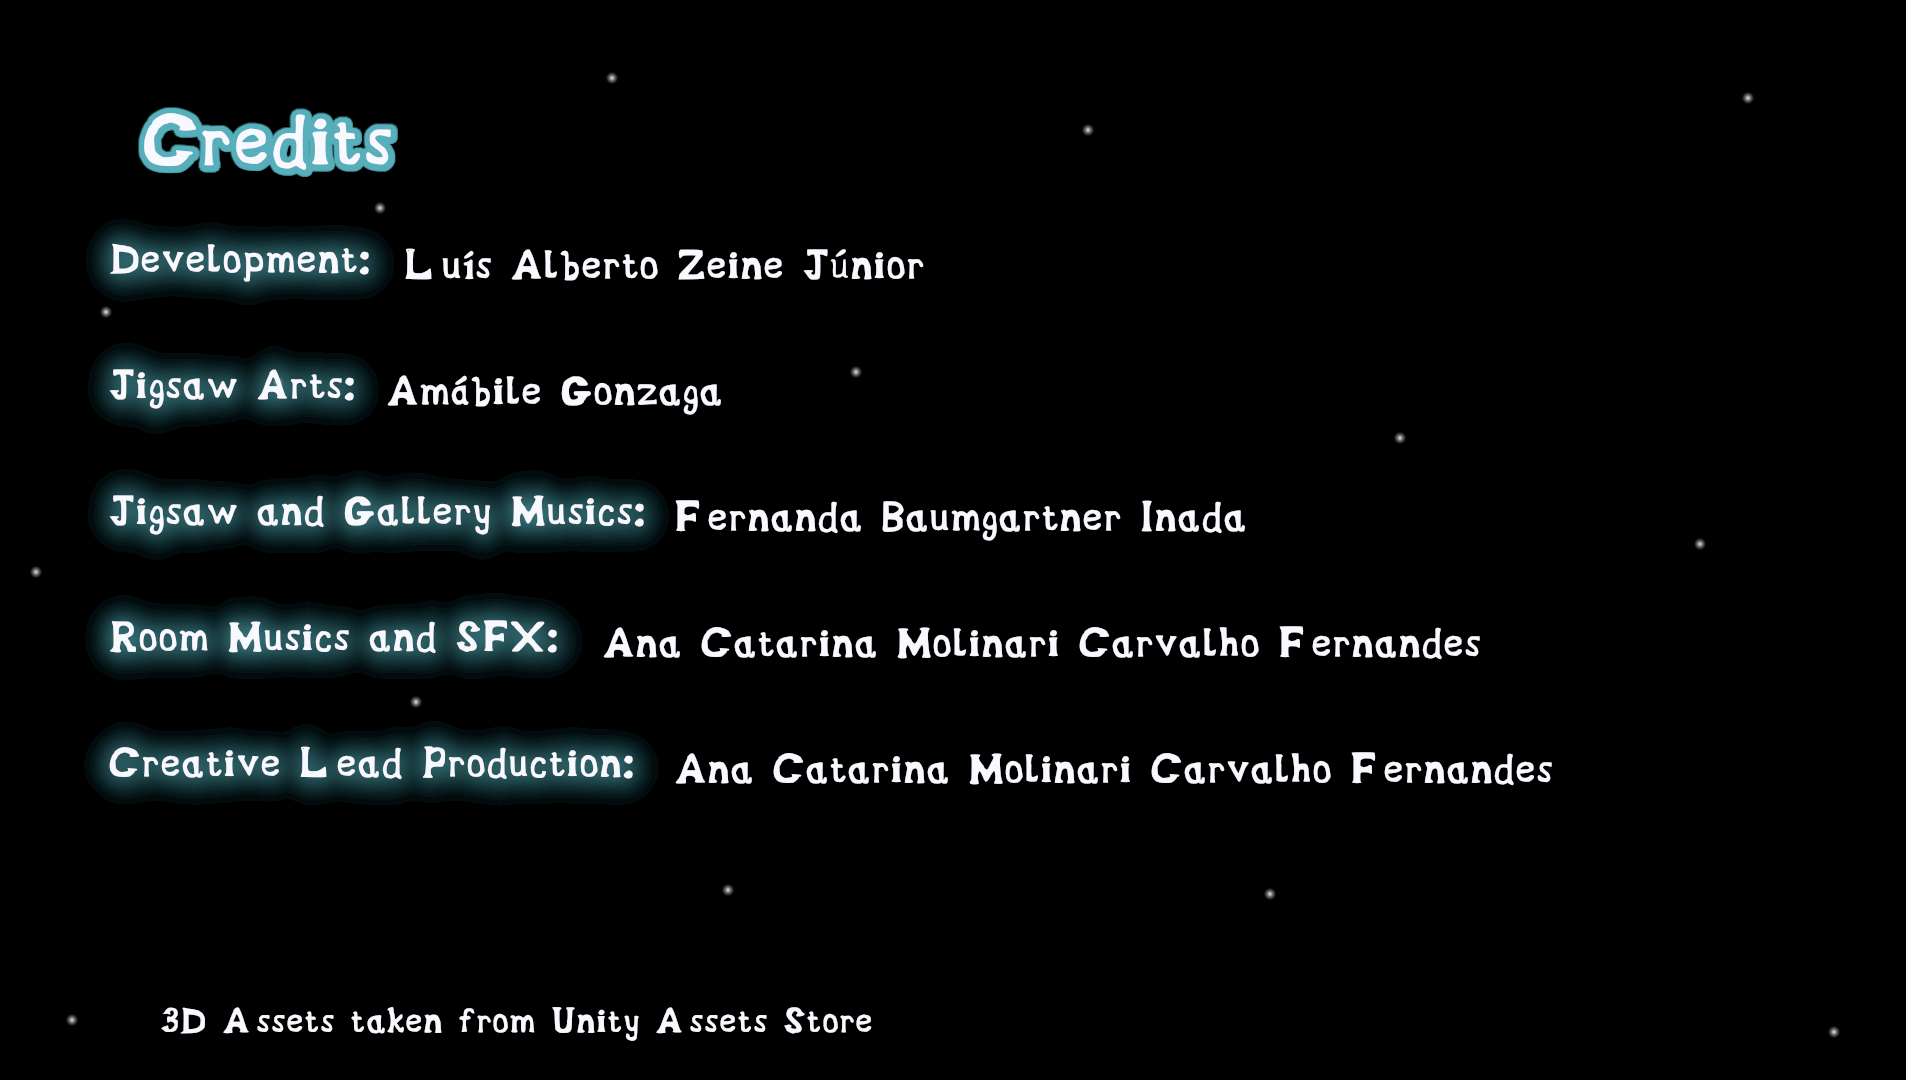 Credits
Development: Luís Alberto Zeine Júnior
Jigsaw Arts: Amábile Gonzaga
Jigsaw and Gallery Musics: Fernanda Baumgartner Inada
Room Musics and SFX: Ana Catarina Molinari Carvalho Fernandes
Creative Lead Production: Ana Catarina Molinari Carvalho Fernandes
3D Assets taken from Unity Assets Store